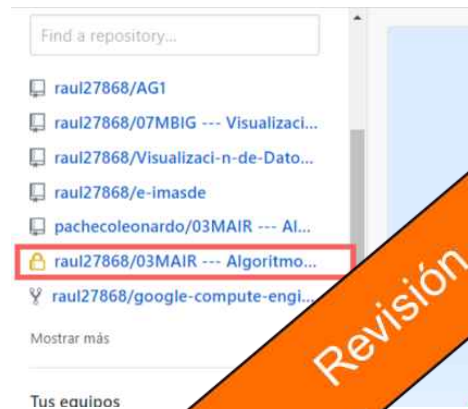 Find a repository...
raul27868/AG1
raul27868/07MBIG --- Visualizaci...
raul27868/Visualizaci-n-de-Dato...
raul27868/e-imasde
pachecoleonardo/03MAIR --- Al...
raul27868/03MAIR --- Algoritmo...
raul27868/google-compute-engi...
Mostrar más
Revisión
Tus equipos